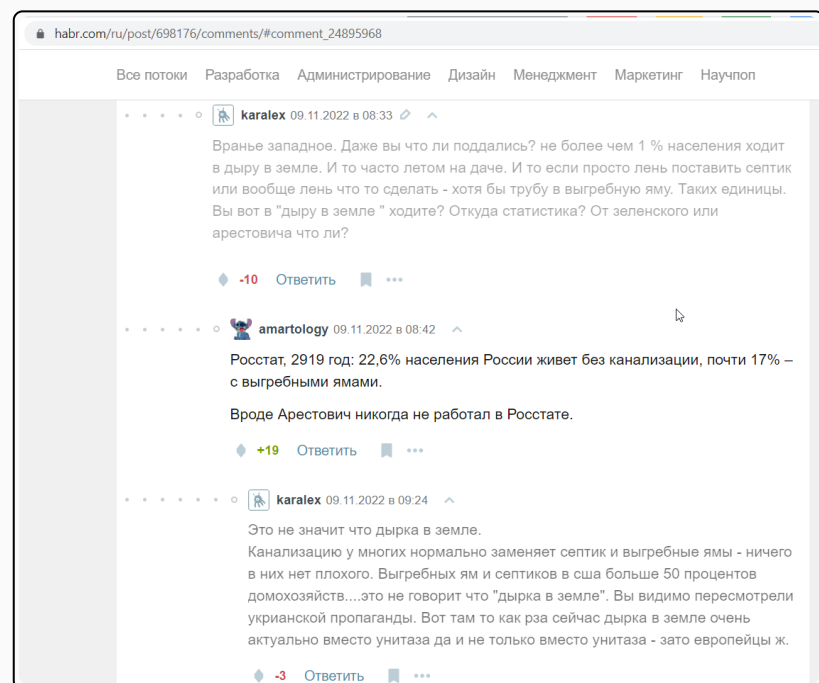 habr.com/ru/post/698176/comments/#comment_24895968
Все потоки Разработка Администрирование Дизайн Менеджмент Маркетинг Научпоп
karalex 09.11.2022 в 08:33
Вранье западное. Даже вы что ли поддались? не более чем 1 % населения ходит
в дыру в земле. И то часто летом на даче. И то если просто лень поставить септик
или вообще лень что то сделать - хотя бы трубу в выгребную яму. Таких единицы.
Вы вот в "дыру в земле " ходите? Откуда статистика? От зеленского или
арестовича что ли?
-10 Ответить
amartology 09.11.2022 в 08:42
Росстат, 2919 год: 22,6% населения России живет без канализации, почти 17% –
с выгребными ямами.
Вроде Арестович никогда не работал в Росстате.
+19 Ответить
karalex 09.11.2022 в 09:24
Это не значит что дырка в земле.
Канализацию у многих нормально заменяет септик и выгребные ямы - ничего
в них нет плохого. Выгребных ям и септиков в сша больше 50 процентов
домохозяйств....это не говорит что "дырка в земле". Вы видимо пересмотрели
укрианской пропаганды. Вот там то как рза сейчас дырка в земле очень
актуально вместо унитаза да и не только вместо унитаза - зато европейцы ж.
-3 Ответить